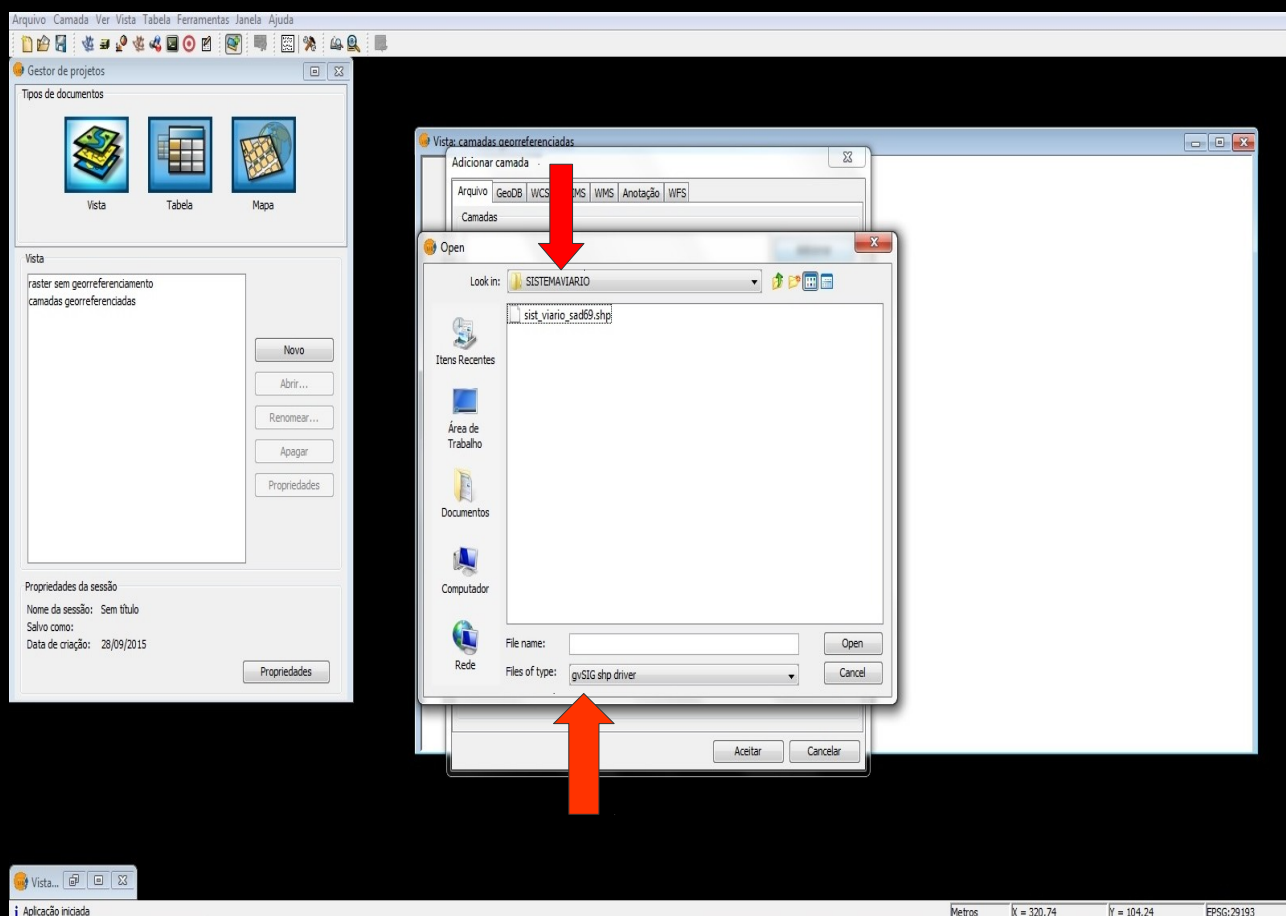 Arquivo Camada Ver Vista Tabela Ferramentas Janela Ajuda
Gestor de projetos
Tipos de documentos
Vista Tabela Mapa
Vista
raster sem georreferenciamento
camadas georreferenciadas
Novo
Abrir...
Renomear...
Apagar
Propriedades
Propriedades da sessão
Nome da sessão: Sem título
Salvo como:
Data de criação: 28/09/2015
Propriedades
Vista: camadas georreferenciadas
Adicionar camada
Arquivo GeoDB WCS WMS Anotação WFS
Camadas
Open
Look in: SISTEMAVIARIO
sist_viario_sad69.shp
Itens Recentes
Área de
Trabalho
Documentos
Computador
Rede
File name:
Open
Files of type: gvSIG shp driver
Cancel
Aceitar Cancelar
Vista...
Aplicação iniciada
Metros X = 320.74 Y = 104.24 EPSG:29193